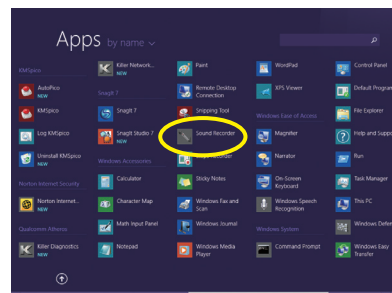 Apps by name
KMSpico
AutoPico
NEW
KMSpico
Log KMSpico
Uninstall KMSpico
NEW
Norton Internet Security
Norton Internet...
NEW
Qualcomm Atheros
Killer Diagnostics
NEW
Killer Network...
NEW
Snagit 7
Snagit 7
Snagit Studio 7
NEW
Windows Accessories
Calculator
Character Map
Math Input Panel
Notepad
Paint
Remote Desktop
Connection
Snipping Tool
Sound Recorder
Sticky Notes
Windows Fax and
Scan
Windows Journal
Windows Media
Player
WordPad
XPS Viewer
Windows Ease of Access
Magnifier
Narrator
On-Screen
Keyboard
Windows Speech
Recognition
Windows System
Command Prompt
Control Panel
Default Program
File Explorer
Help and Suppo
Run
Task Manager
This PC
Windows Defen
Windows Easy
Transfer